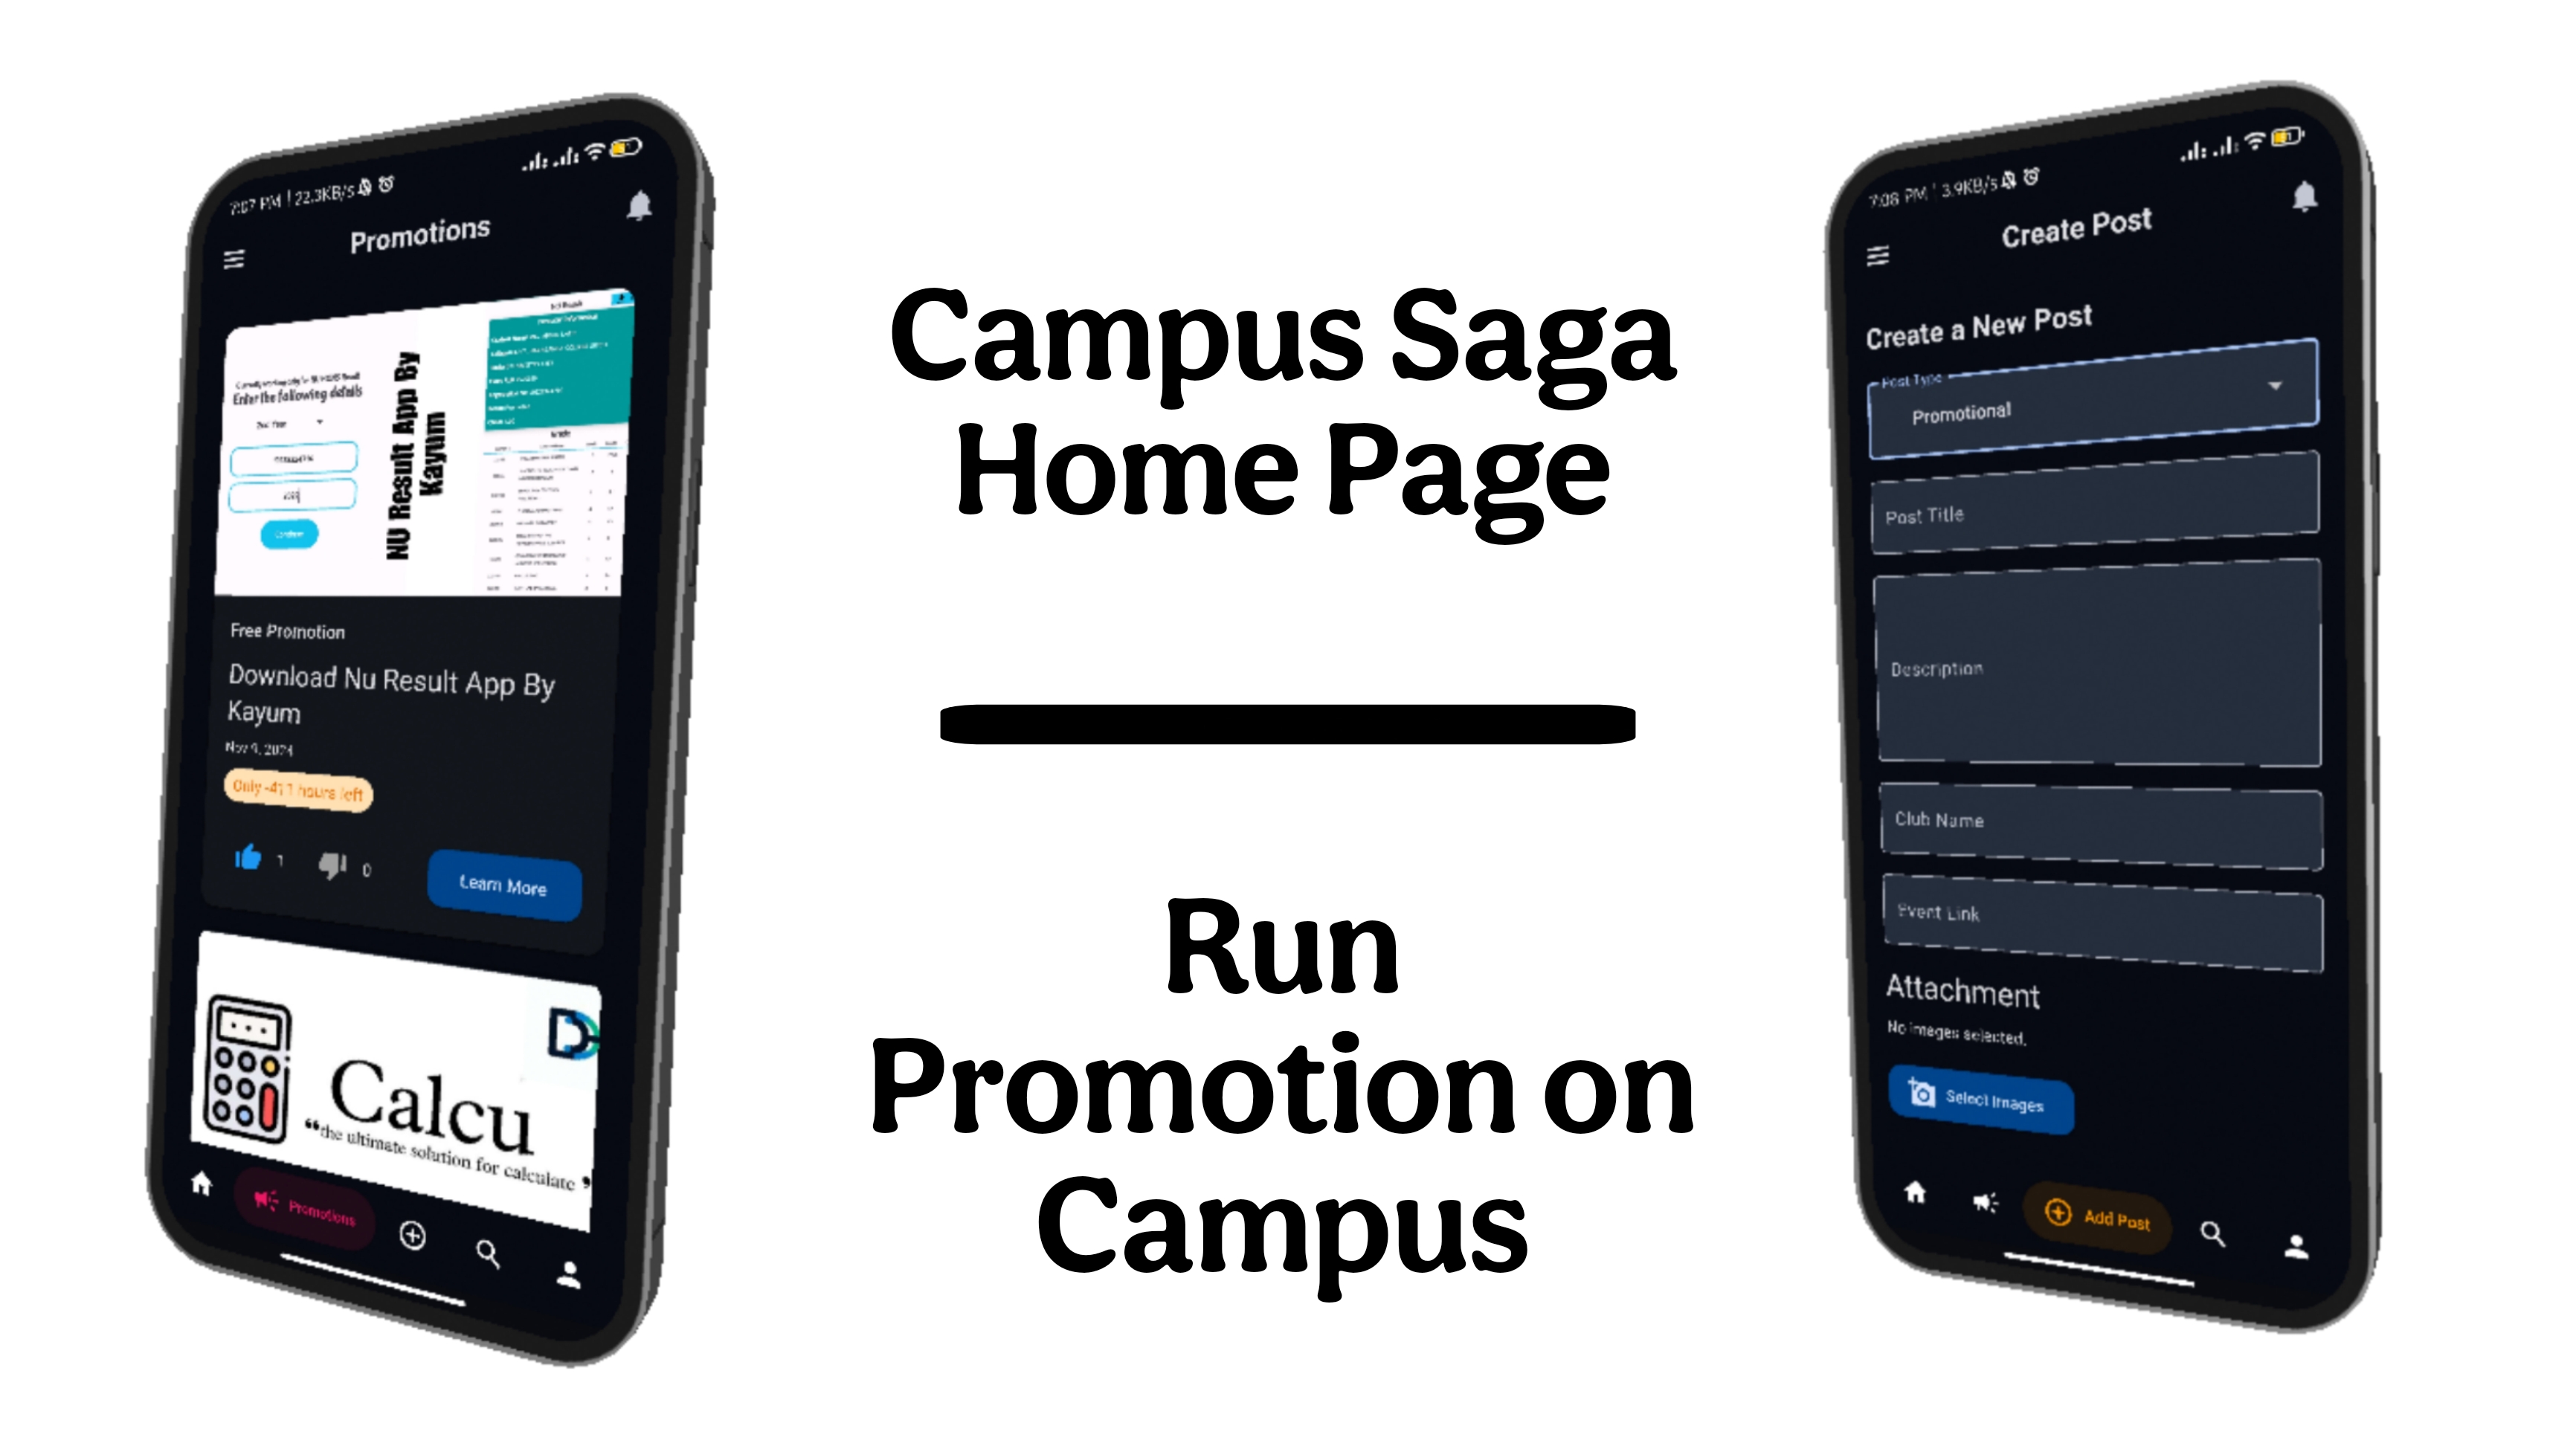 7:07 PM | 22.3KB/s
Promotions
Enter the following details
NU Result App By
Kayum
Free Promotion
Download Nu Result App By
Kayum
Nov 9, 2024
Only -411 hours left
1 0
Learn More
Calcu
“the ultimate solution for calculate
Promotions
Campus Saga
Home Page
Run
Promotion on
Campus
7:08 PM | 3.9KB/s
Create Post
Create a New Post
Post Type
Promotional
Post Title
Description
Club Name
Event Link
Attachment
No images selected.
Select Images
Add Post